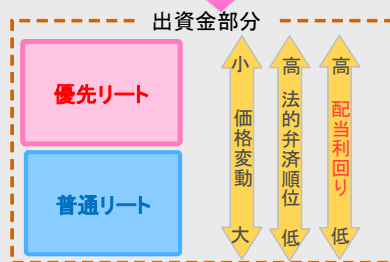 出資金部分
優先リート
普通リート
小
価格変動
大
高
法的弁済順位
低
高
配当利回り
低